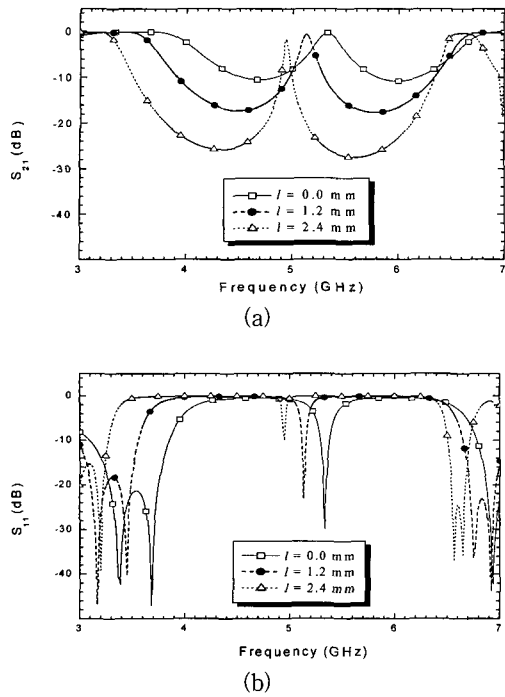 (a)
0
-10
-20
-30
-40
S21 (dB)
l = 0.0 mm
l = 1.2 mm
l = 2.4 mm
3 4 5 6 7
Frequency (GHz)
(a)
0
-10
-20
-30
-40
S11 (dB)
l = 0.0 mm
l = 1.2 mm
l = 2.4 mm
3 4 5 6 7
Frequency (GHz)
(b)